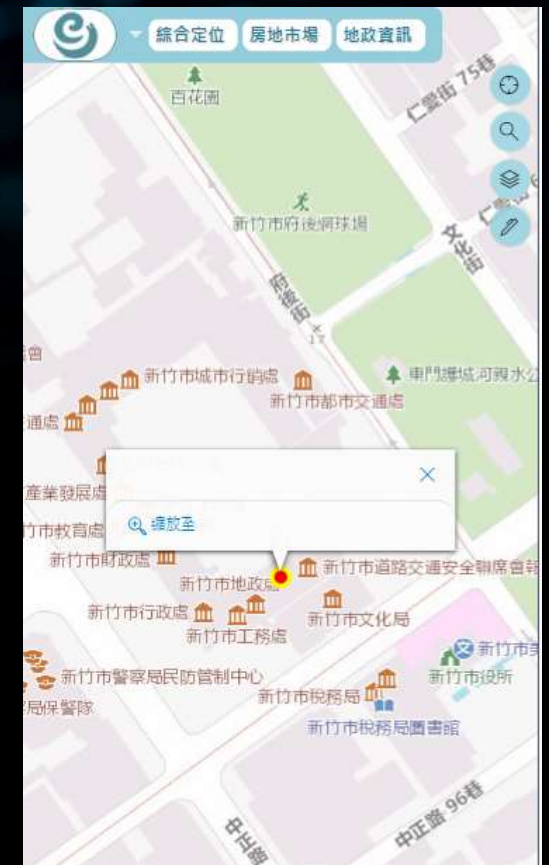 綜合定位 房地市場 地政資訊
仁愛街 75巷
百花園
新竹市府後網球場
文化街
府後街
17
東門護城河親水公
新竹市城市行銷處
新竹市都市交通處
通處
產業發展處
縮放至
竹市教育處
新竹市財政處
新竹市地政處
新竹市道路交通安全聯席會報
新竹市行政處
新竹市文化局
新竹市工務處
新竹市美
新竹市役所
新竹市警察局民防管制中心
局保警隊
新竹市稅務局
新竹市稅務局圖書館
中正路
中正路 96巷